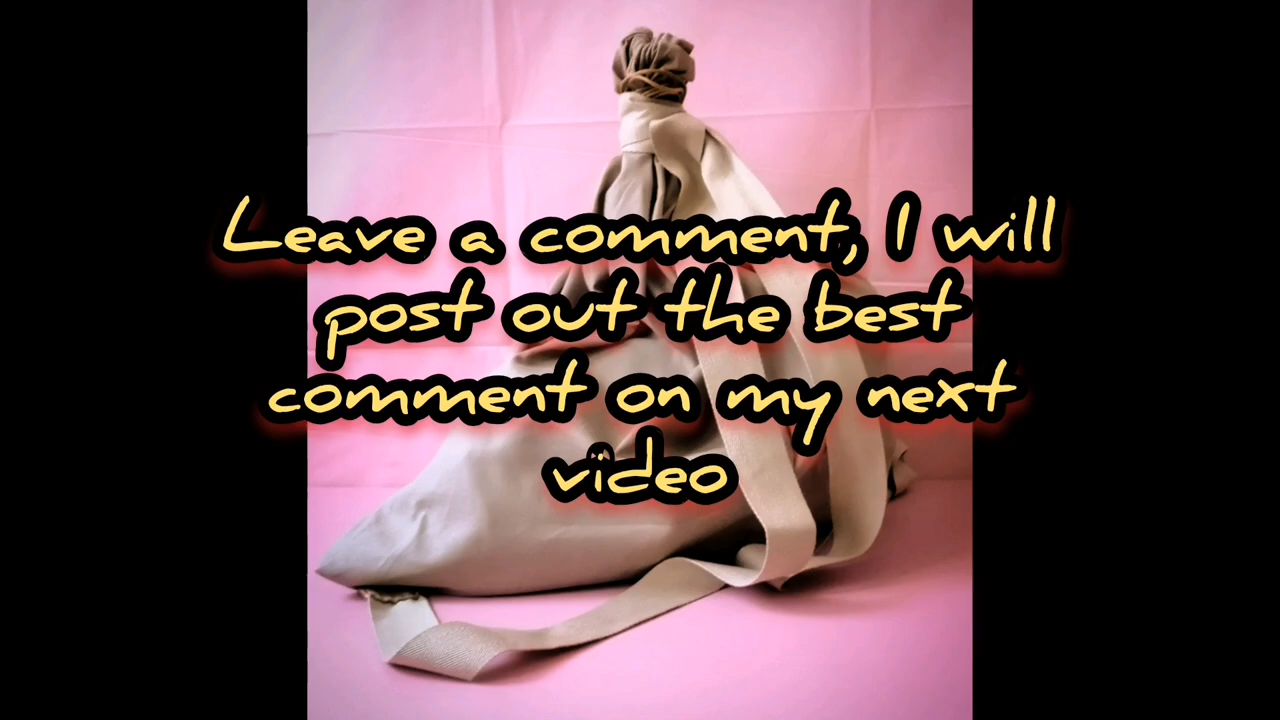 Leave a comment, I will
post out the best
comment on my next
video